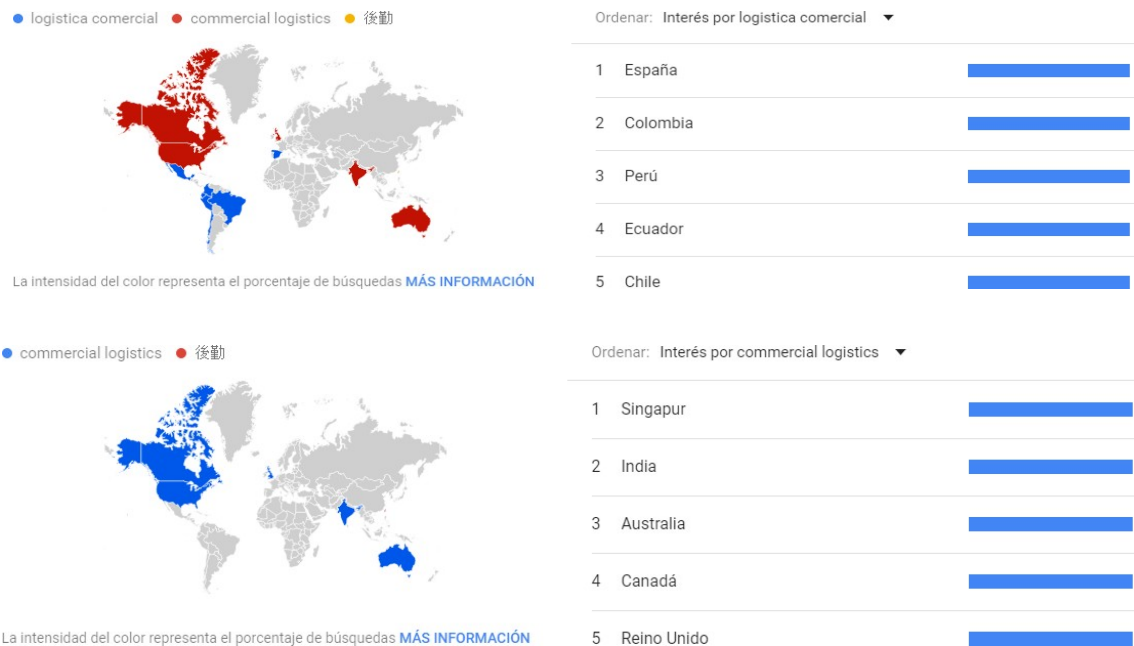 logistica comercial commercial logistics 後勤
Ordenar: Interés por logistica comercial
1 España
2 Colombia
3 Perú
4 Ecuador
5 Chile
La intensidad del color representa el porcentaje de búsquedas MÁS INFORMACIÓN
commercial logistics 後勤
Ordenar: Interés por commercial logistics
1 Singapur
2 India
3 Australia
4 Canadá
5 Reino Unido
La intensidad del color representa el porcentaje de búsquedas MÁS INFORMACIÓN